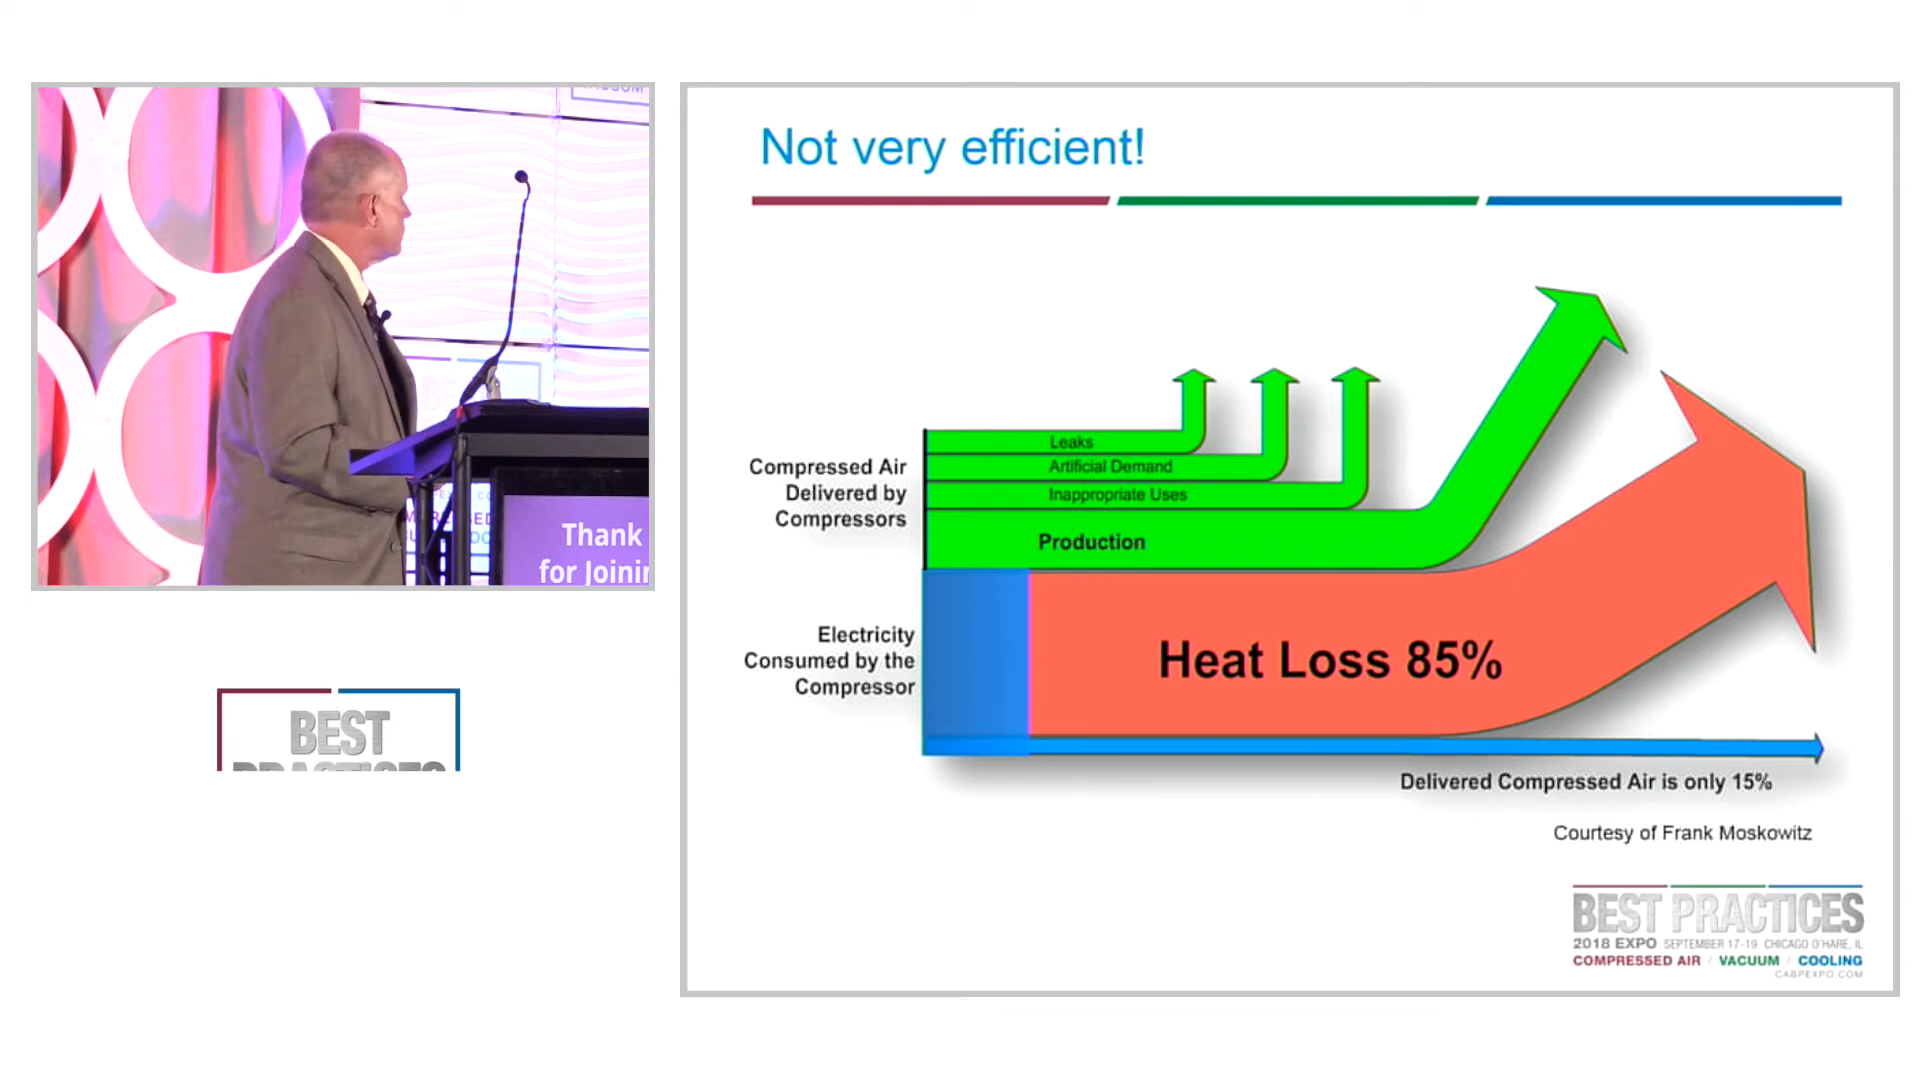 Not very efficient!
Leaks
Artificial Demand
Inappropriate Uses
Production
Compressed Air
Delivered by
Compressors
Electricity
Consumed by the
Compressor
Heat Loss 85%
Delivered Compressed Air is only 15%
Courtesy of Frank Moskowitz
BEST PRACTICES
2018 EXPO SEPTEMBER 17-19 CHICAGO O'HARE, IL
COMPRESSED AIR / VACUUM / COOLING
CABPEXPO.COM
Thank
for Joinin
BEST
PRACTICES